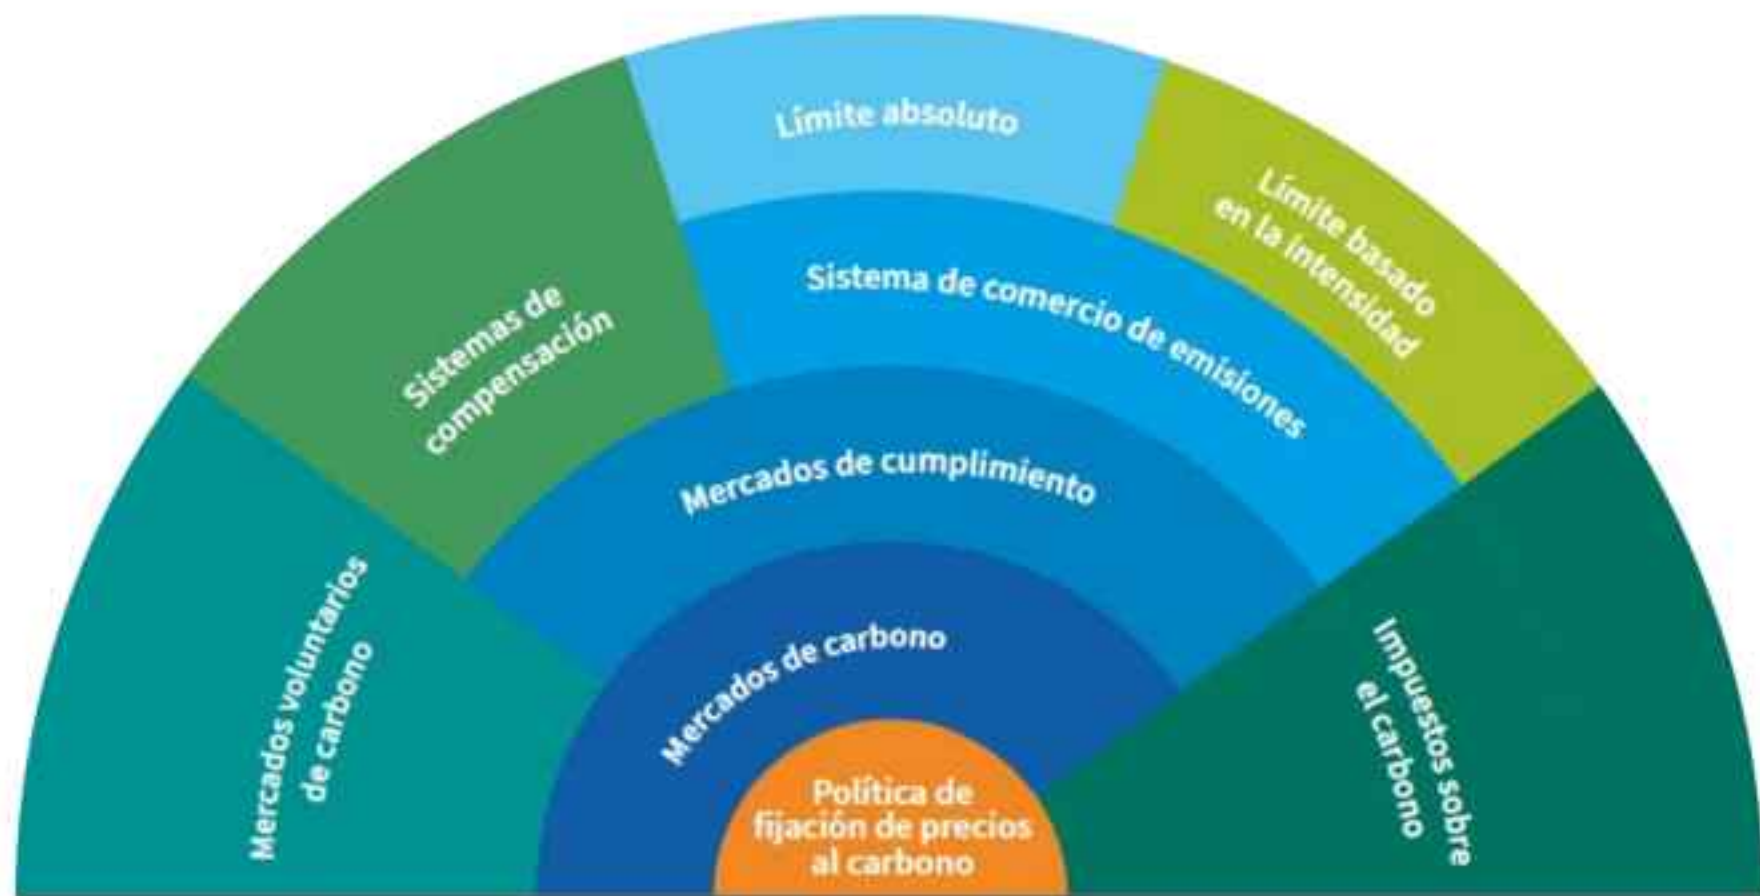 Límite absoluto
Límite basado
en la intensidad
Sistemas de
compensación
Sistema de comercio de emisiones
Mercados de cumplimiento
Mercados voluntarios
de carbono
Mercados de carbono
Impuestos sobre
el carbono
Política de
fijación de precios
al carbono